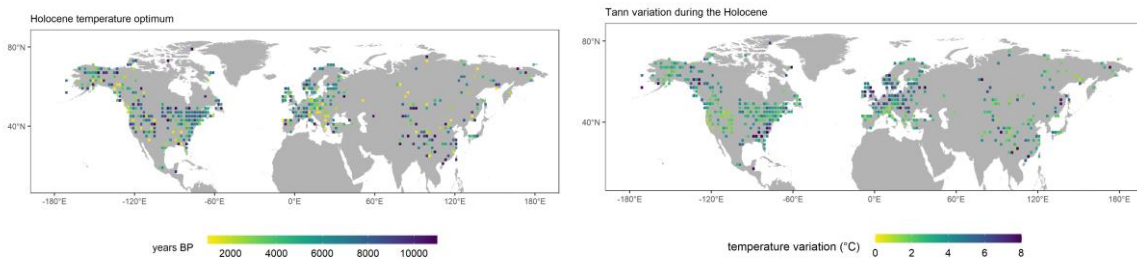 Holocene temperature optimum
80°N
40°N
-180°E -120°E -60°E 0°E 60°E 120°E 180°E
years BP 2000 4000 6000 8000 10000
Tann variation during the Holocene
80°N
40°N
-180°E -120°E -60°E 0°E 60°E 120°E 180°E
temperature variation (°C) 0 2 4 6 8